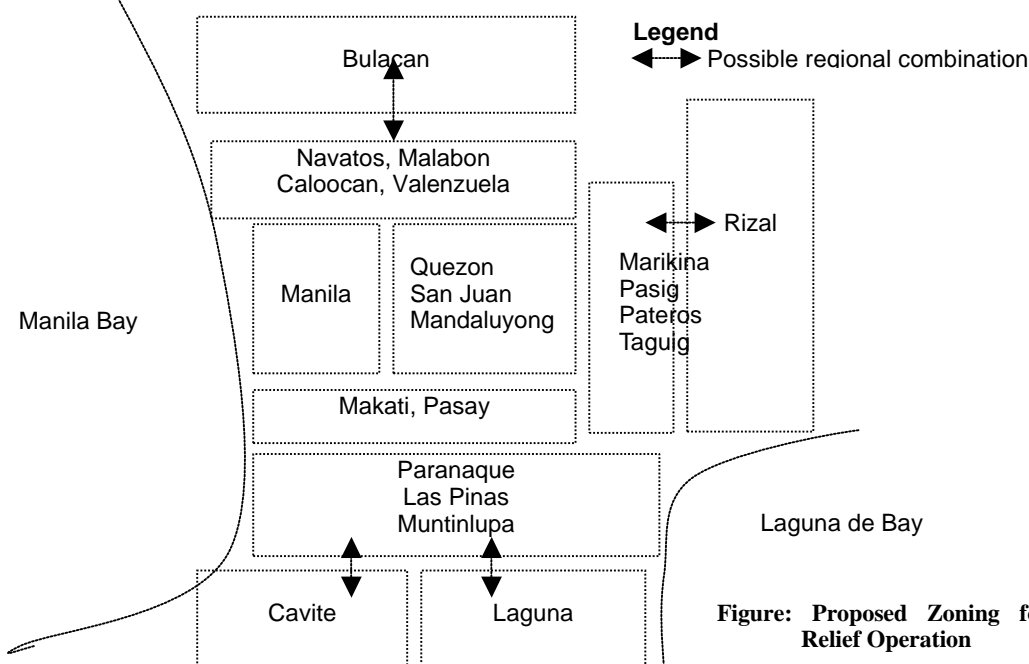 Legend
Possible regional combination
Bulacan
Navatos, Malabon
Caloocan, Valenzuela
Rizal
Manila
Quezon
San Juan
Mandaluyong
Marikina
Pasig
Pateros
Taguig
Manila Bay
Makati, Pasay
Paranaque
Las Pinas
Muntinlupa
Laguna de Bay
Cavite
Laguna
Figure: Proposed Zoning fo
Relief Operation